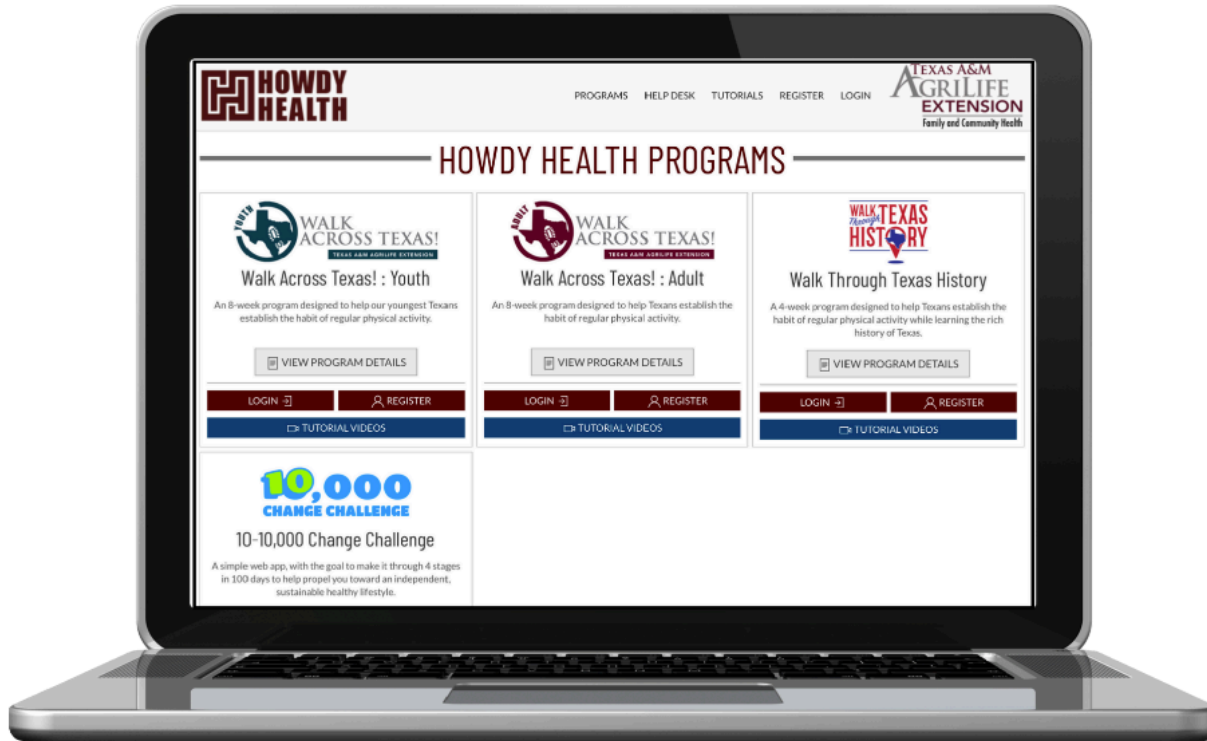 HOWDY
HEALTH
PROGRAMS HELP DESK TUTORIALS REGISTER LOGIN
TEXAS A&M
AGRILIFE
EXTENSION
Family and Community Health
HOWDY HEALTH PROGRAMS
YOUTH
WALK
ACROSS TEXAS!
TEXAS A&M AGRILIFE EXTENSION
Walk Across Texas! : Youth
An 8-week program designed to help our youngest Texans
establish the habit of regular physical activity.
VIEW PROGRAM DETAILS
LOGIN REGISTER
TUTORIAL VIDEOS
ADULT
WALK
ACROSS TEXAS!
TEXAS A&M AGRILIFE EXTENSION
Walk Across Texas! : Adult
An 8-week program designed to help Texans establish the
habit of regular physical activity.
VIEW PROGRAM DETAILS
LOGIN REGISTER
TUTORIAL VIDEOS
WALK Through TEXAS
HISTORY
Walk Through Texas History
A 4-week program designed to help Texans establish the
habit of regular physical activity while learning the rich
history of Texas.
VIEW PROGRAM DETAILS
LOGIN REGISTER
TUTORIAL VIDEOS
10,000
CHANGE CHALLENGE
10-10,000 Change Challenge
A simple web app, with the goal to make it through 4 stages
in 100 days to help propel you toward an independent,
sustainable healthy lifestyle.